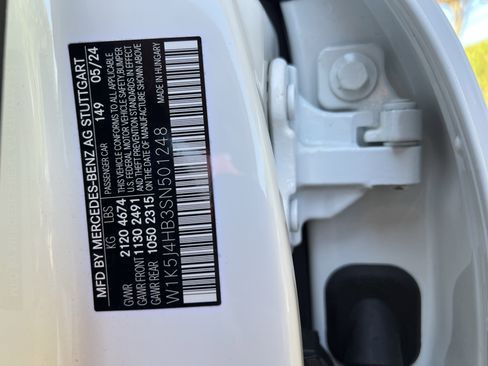 MFD BY MERCEDES-BENZ AG STUTTGART
PASSENGER CAR 149 05/24
KG LBS
GVWR 2120 4674
GAWR FRONT 1130 2491
GAWR REAR 1050 2315
THIS VEHICLE CONFORMS TO ALL APPLICABLE
U.S. FEDERAL MOTOR VEHICLE SAFETY, BUMPER
AND THEFT PREVENTION STANDARDS IN EFFECT
ON THE DATE OF MANUFACTURE SHOWN ABOVE
MADE IN HUNGARY
W1K5J4HB3SN501248